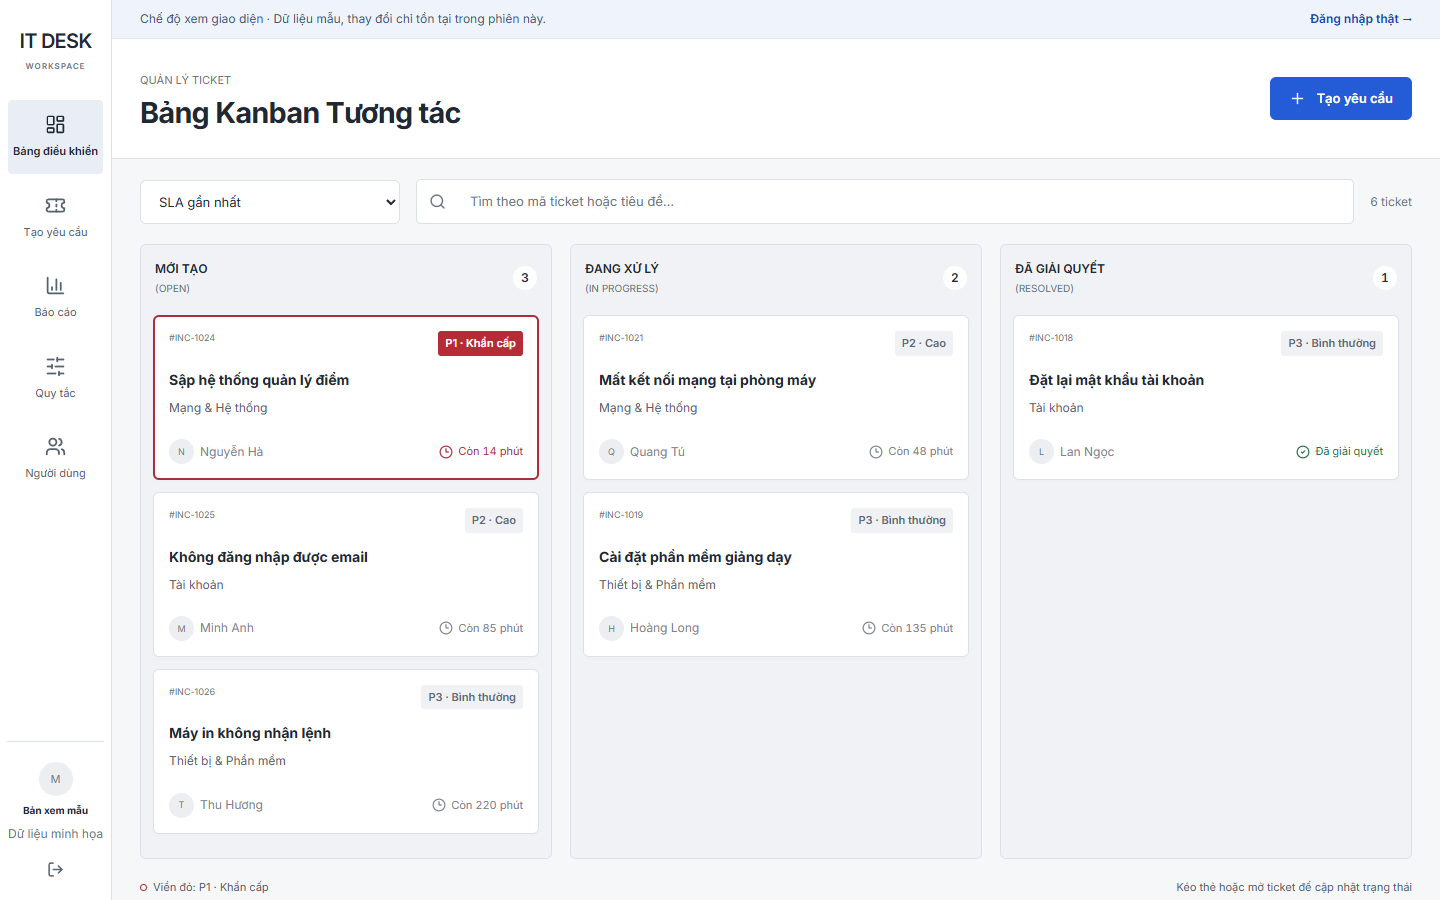 IT DESK
WORKSPACE
Bảng điều khiển
Tạo yêu cầu
Báo cáo
Quy tắc
Người dùng
M
Bản xem mẫu
Dữ liệu minh họa
Chế độ xem giao diện · Dữ liệu mẫu, thay đổi chỉ tồn tại trong phiên này.
Đăng nhập thật →
QUẢN LÝ TICKET
Bảng Kanban Tương tác
+ Tạo yêu cầu
SLA gần nhất
Tìm theo mã ticket hoặc tiêu đề...
6 ticket
MỚI TẠO
(OPEN)
3
#INC-1024
P1 · Khẩn cấp
Sập hệ thống quản lý điểm
Mạng & Hệ thống
N Nguyễn Hà
Còn 14 phút
#INC-1025
P2 · Cao
Không đăng nhập được email
Tài khoản
M Minh Anh
Còn 85 phút
#INC-1026
P3 · Bình thường
Máy in không nhận lệnh
Thiết bị & Phần mềm
T Thu Hương
Còn 220 phút
ĐANG XỬ LÝ
(IN PROGRESS)
2
#INC-1021
P2 · Cao
Mất kết nối mạng tại phòng máy
Mạng & Hệ thống
Q Quang Tú
Còn 48 phút
#INC-1019
P3 · Bình thường
Cài đặt phần mềm giảng dạy
Thiết bị & Phần mềm
H Hoàng Long
Còn 135 phút
ĐÃ GIẢI QUYẾT
(RESOLVED)
1
#INC-1018
P3 · Bình thường
Đặt lại mật khẩu tài khoản
Tài khoản
L Lan Ngọc
Đã giải quyết
Viền đỏ: P1 · Khẩn cấp
Kéo thẻ hoặc mở ticket để cập nhật trạng thái